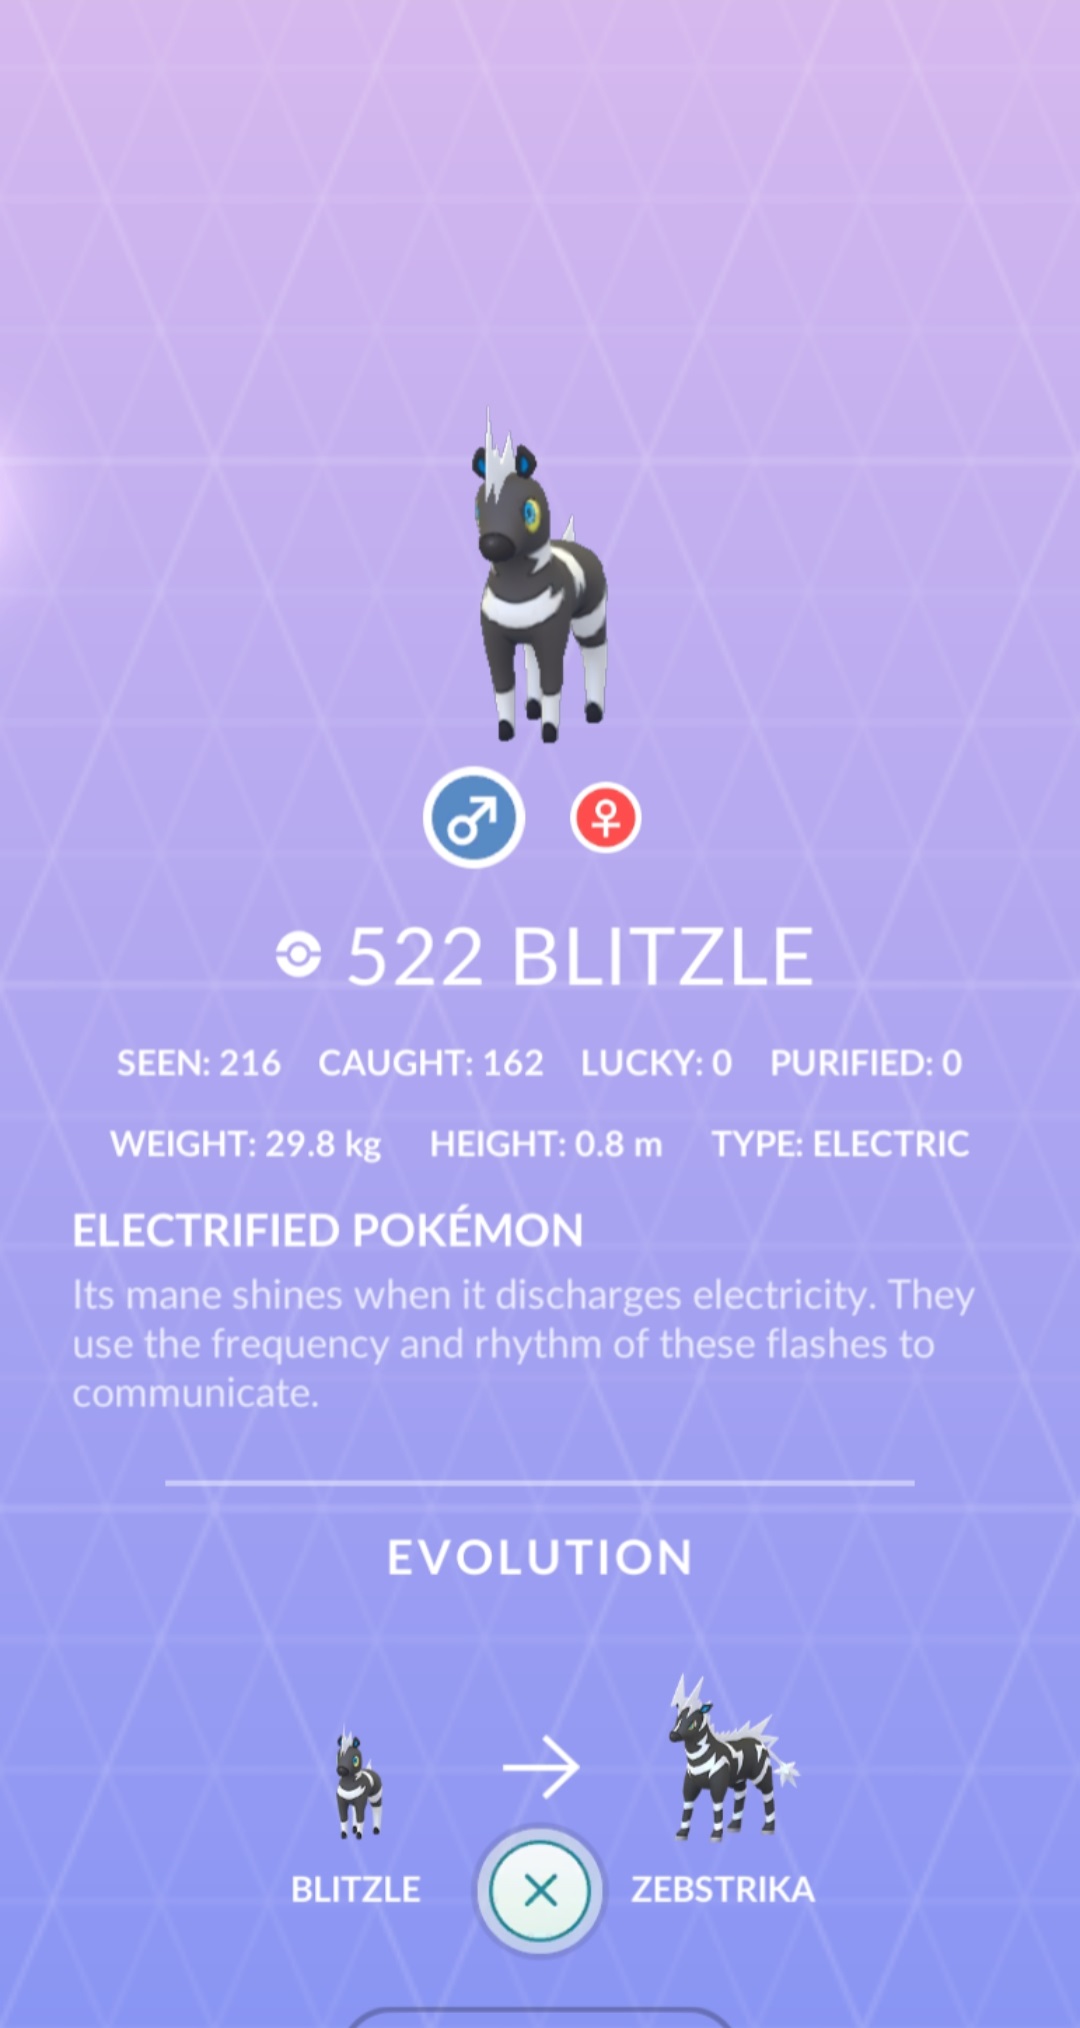 522 BLITZLE
SEEN: 216 CAUGHT: 162 LUCKY: 0 PURIFIED: 0
WEIGHT: 29.8 kg HEIGHT: 0.8 m TYPE: ELECTRIC
ELECTRIFIED POKÉMON
Its mane shines when it discharges electricity. They
use the frequency and rhythm of these flashes to
communicate.
EVOLUTION
BLITZLE ZEBSTRIKA